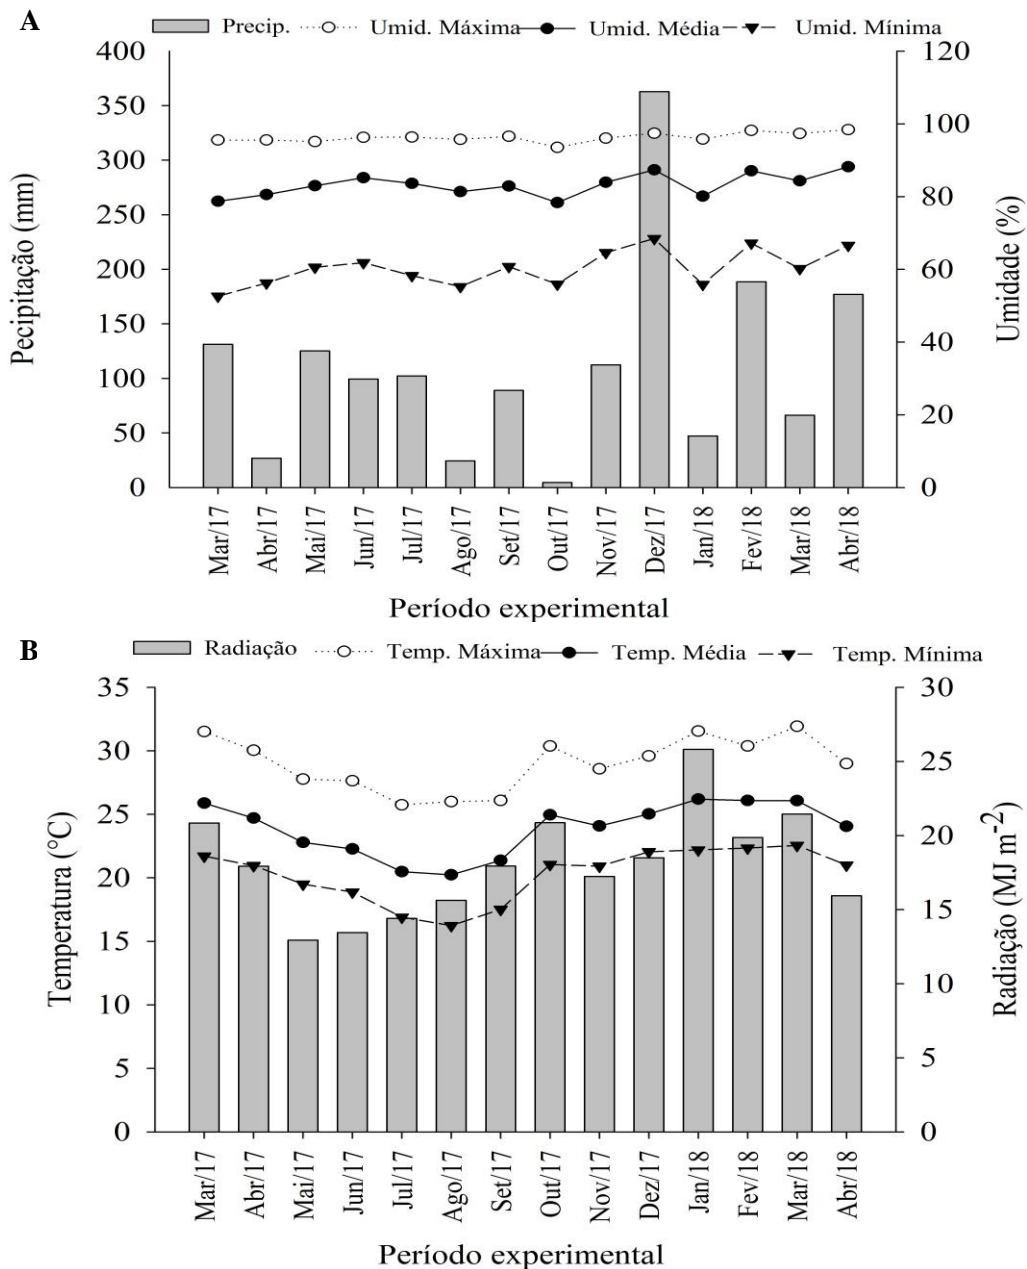 A
Precip. Umid. Máxima Umid. Média Umid. Mínima
400 120
350
300 100
250 80
200 60
150
100 40
50 20
0 0
Pecipitação (mm)
Umidade (%)
Mar/17 Abr/17 Mai/17 Jun/17 Jul/17 Ago/17 Set/17 Out/17 Nov/17 Dez/17 Jan/18 Fev/18 Mar/18 Abr/18
Período experimental
B
Radiação Temp. Máxima Temp. Média Temp. Mínima
35 30
30 25
25 20
20
15 15
10 10
5 5
0 0
Temperatura (°C)
Radiação (MJ m-2)
Mar/17 Abr/17 Mai/17 Jun/17 Jul/17 Ago/17 Set/17 Out/17 Nov/17 Dez/17 Jan/18 Fev/18 Mar/18 Abr/18
Período experimental